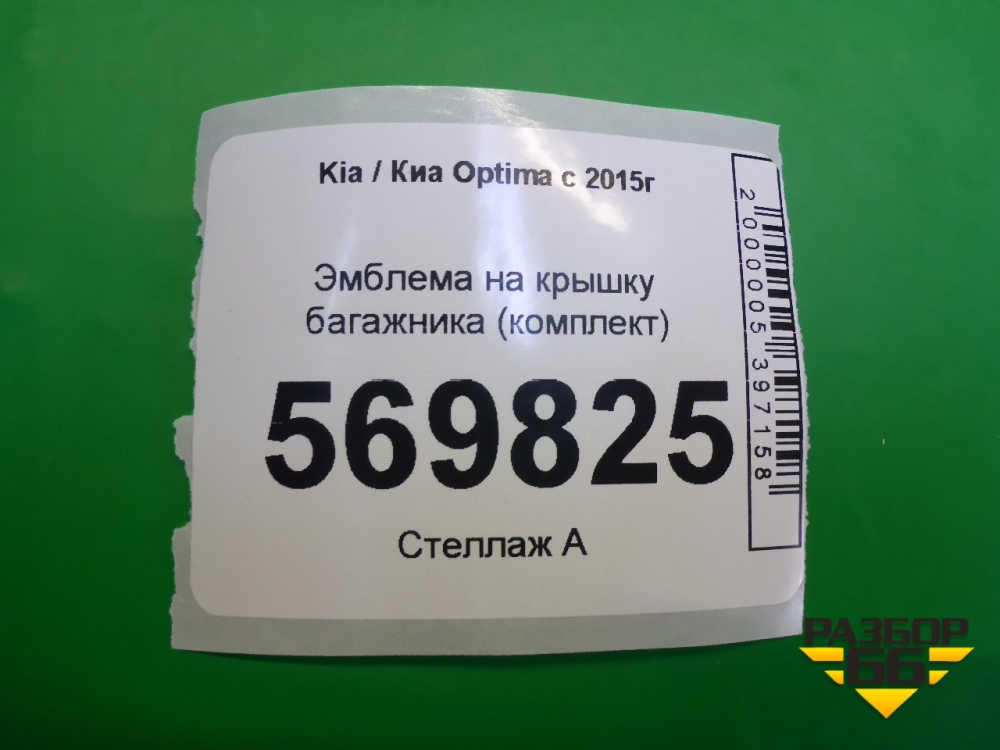 Kia / Киа Optima с 2015г
Эмблема на крышку
багажника (комплект)
569825
Стеллаж А
2000005397158
РАЗБОР
66